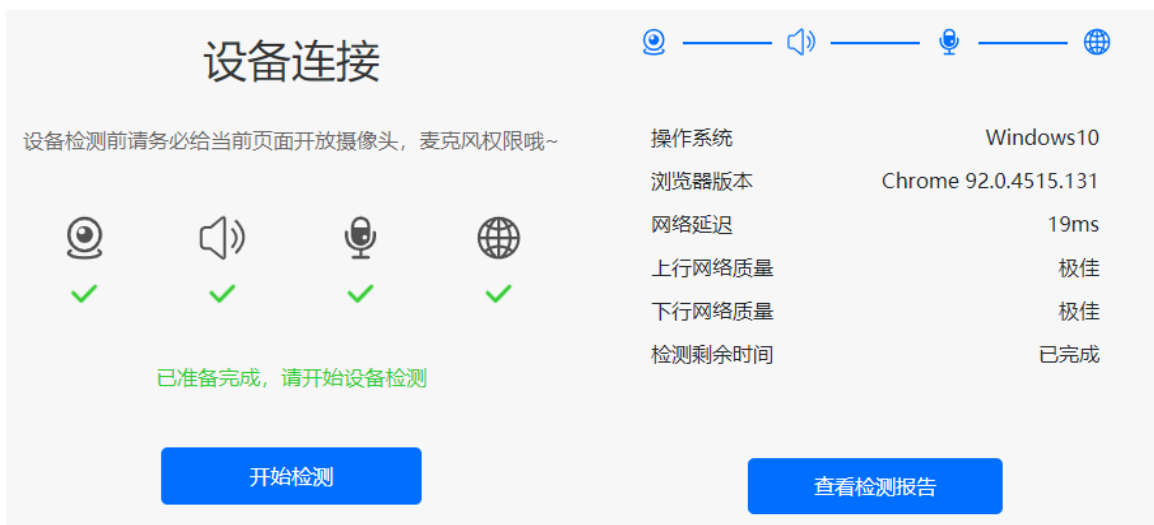 设备连接
设备检测前请务必给当前页面开放摄像头，麦克风权限哦~
已准备完成，请开始设备检测
开始检测
操作系统 Windows10
浏览器版本 Chrome 92.0.4515.131
网络延迟 19ms
上行网络质量 极佳
下行网络质量 极佳
检测剩余时间 已完成
查看检测报告